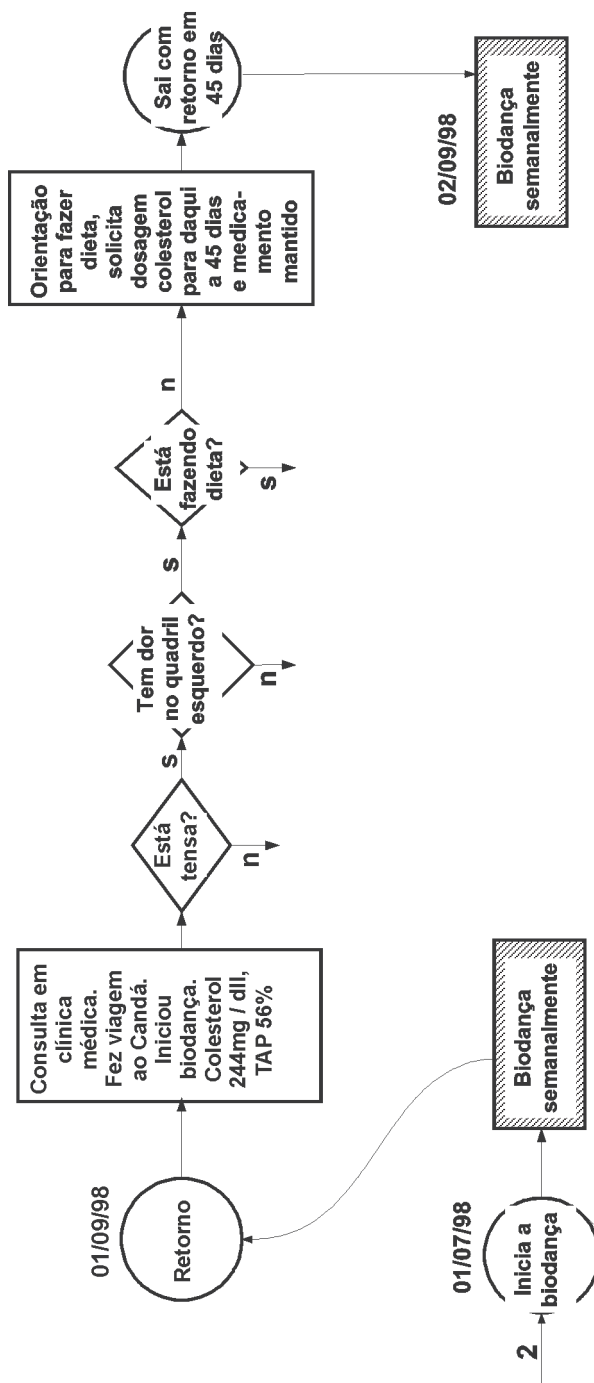 01/09/98
Retorno
Consulta em
clínica
médica.
Fez viagem
ao Candá.
Iniciou
biodança.
Colesterol
244mg / dll,
TAP 56%
Está
tensa?
n
s
Tem dor
no quadril
esquerdo?
n
s
Está
fazendo
dieta?
s
n
Orientação
para fazer
dieta,
solicita
dosagem
colesterol
para daqui
a 45 dias
e medica-
mento
mantido
Sai com
retorno em
45 dias
2
01/07/98
Inicia a
biodança
Biodança
semanalmente
02/09/98
Biodança
semanalmente